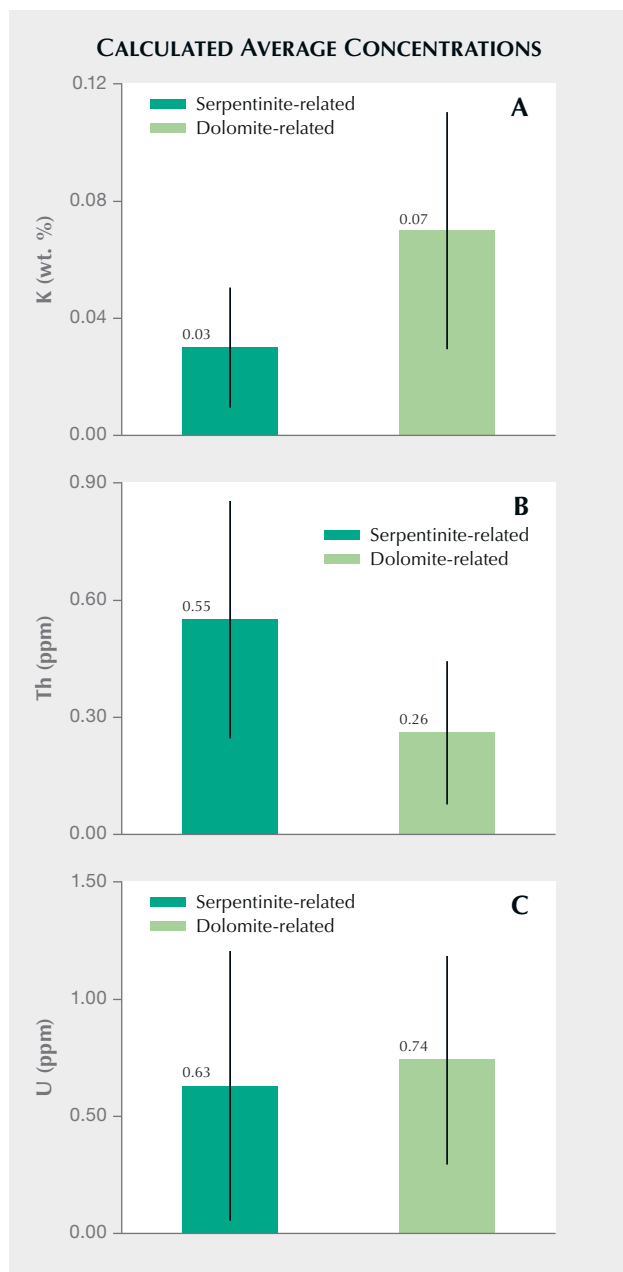 CALCULATED AVERAGE CONCENTRATIONS
A
Serpentinite-related
Dolomite-related
K (wt. %)
0.12
0.08
0.04
0.00
0.03
0.07
B
Serpentinite-related
Dolomite-related
Th (ppm)
0.90
0.60
0.30
0.00
0.55
0.26
C
Serpentinite-related
Dolomite-related
U (ppm)
1.50
1.00
0.50
0.00
0.63
0.74